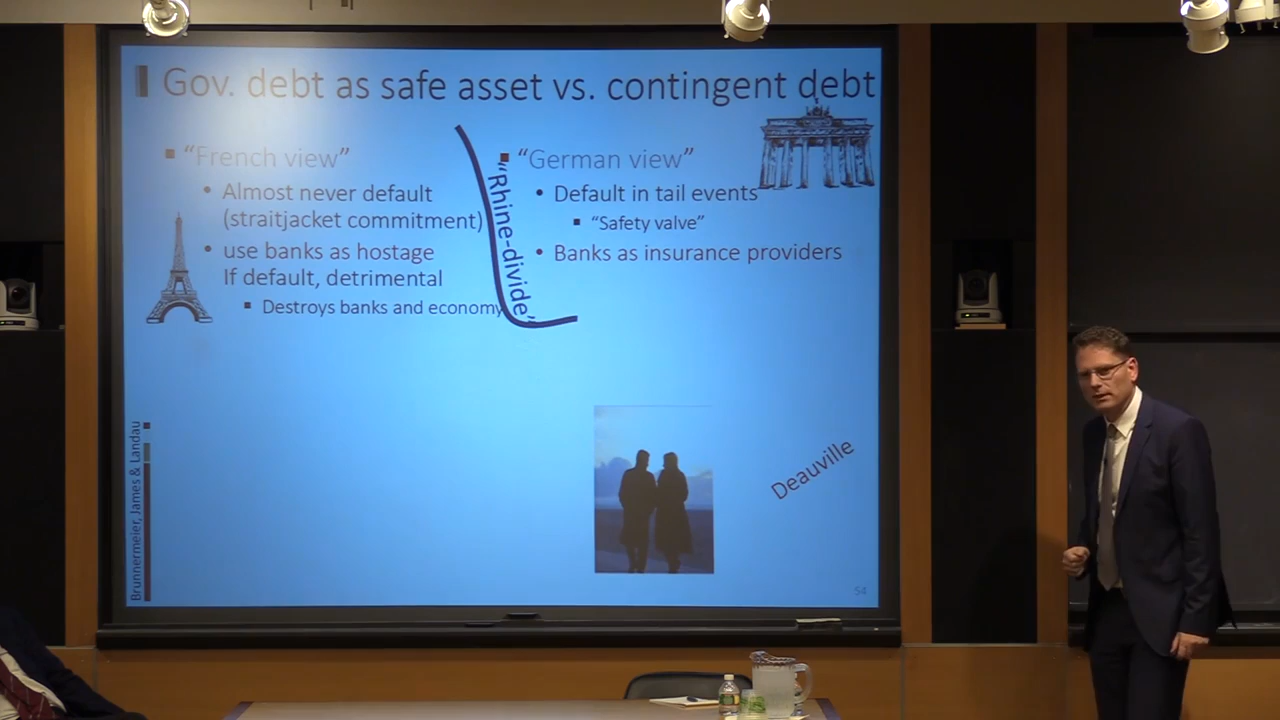 Gov. debt as safe asset vs. contingent debt
"French view"
Almost never default
(straitjacket commitment)
use banks as hostage
If default, detrimental
Destroys banks and economy
"Rhine-divide"
"German view"
Default in tail events
"Safety valve"
Banks as insurance providers
Deauville
Brunnermeier, James & Landau
54